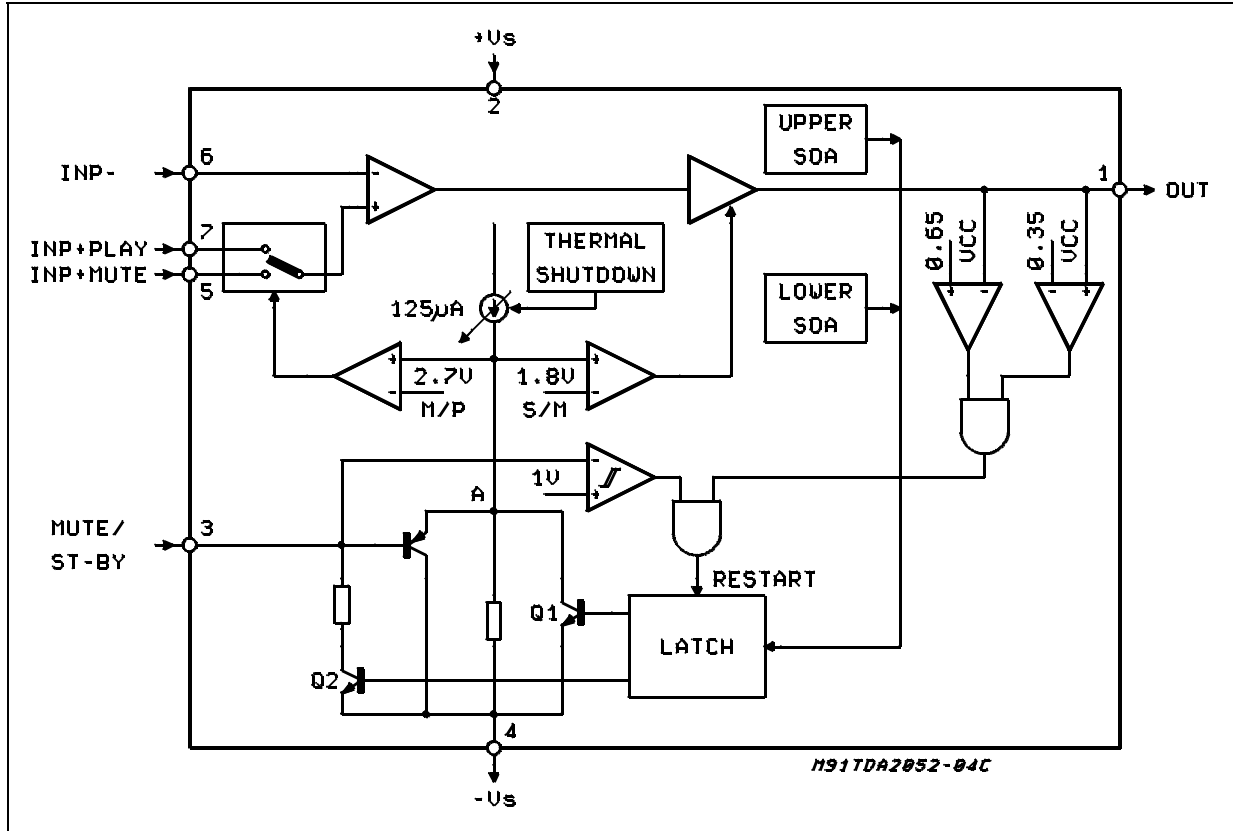 +Vs
2
UPPER
SOA
INP-
6
-
+
1
OUT
INP+PLAY
7
INP+MUTE
5
THERMAL
SHUTDOWN
0.65
VCC
0.35
VCC
125µA
LOWER
SOA
+
-
-
+
+
2.7V
-
M/P
+
1.8V
-
S/M
-
1V
+
A
MUTE/
ST-BY
3
RESTART
Q1
LATCH
Q2
4
-Vs
M91TDA2052-04C